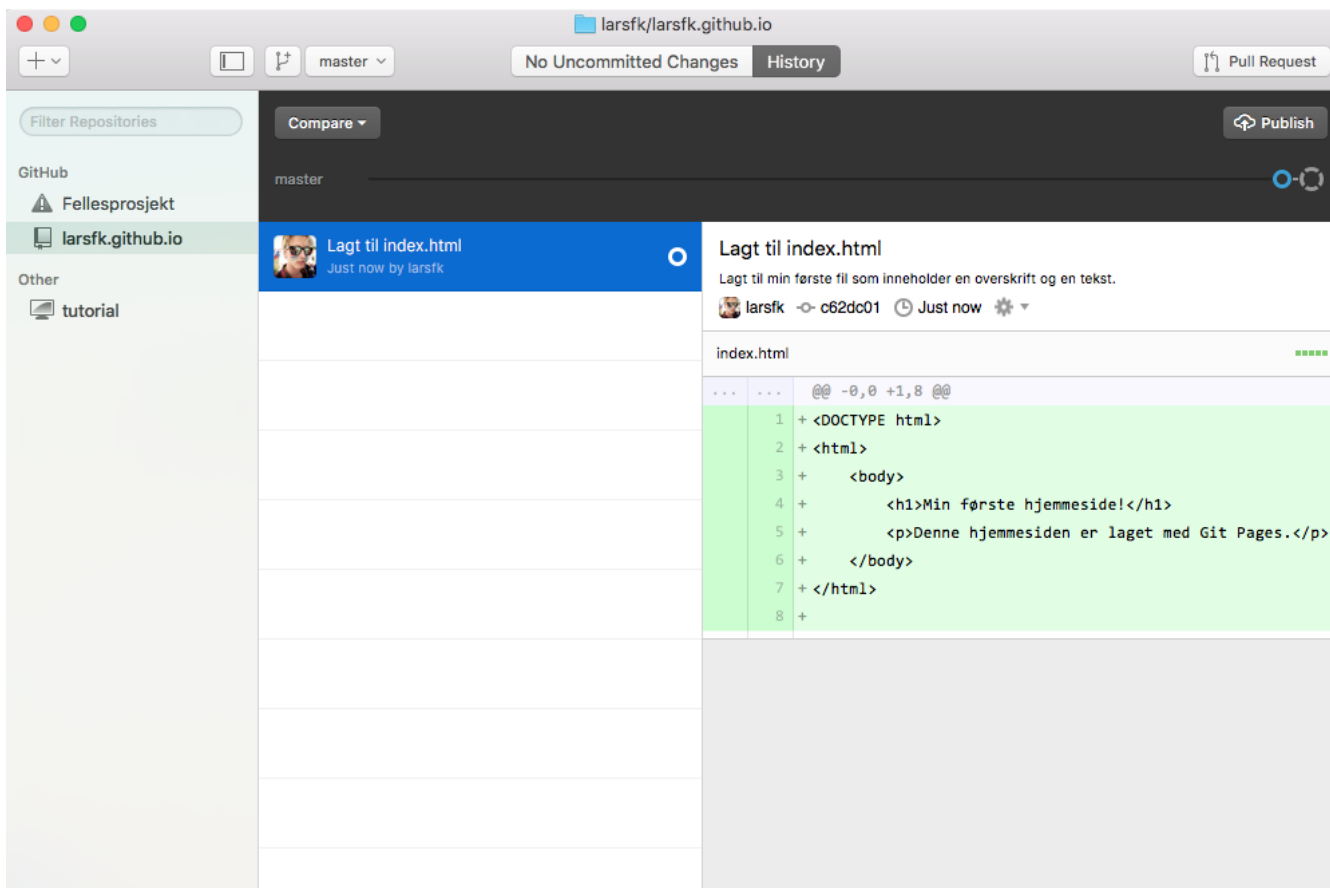 larsfk/larsfk.github.io
master
No Uncommitted Changes
History
Pull Request
Filter Repositories
GitHub
Fellesprosjekt
larsfk.github.io
Other
tutorial
Compare
Publish
master
Lagt til index.html
Just now by larsfk
Lagt til index.html
Lagt til min første fil som inneholder en overskrift og en tekst.
larsfk c62dc01 Just now
index.html
... ... @@ -0,0 +1,8 @@
1 + <DOCTYPE html>
2 + <html>
3 +     <body>
4 +         <h1>Min første hjemmeside!</h1>
5 +         <p>Denne hjemmesiden er laget med Git Pages.</p>
6 +     </body>
7 + </html>
8 +